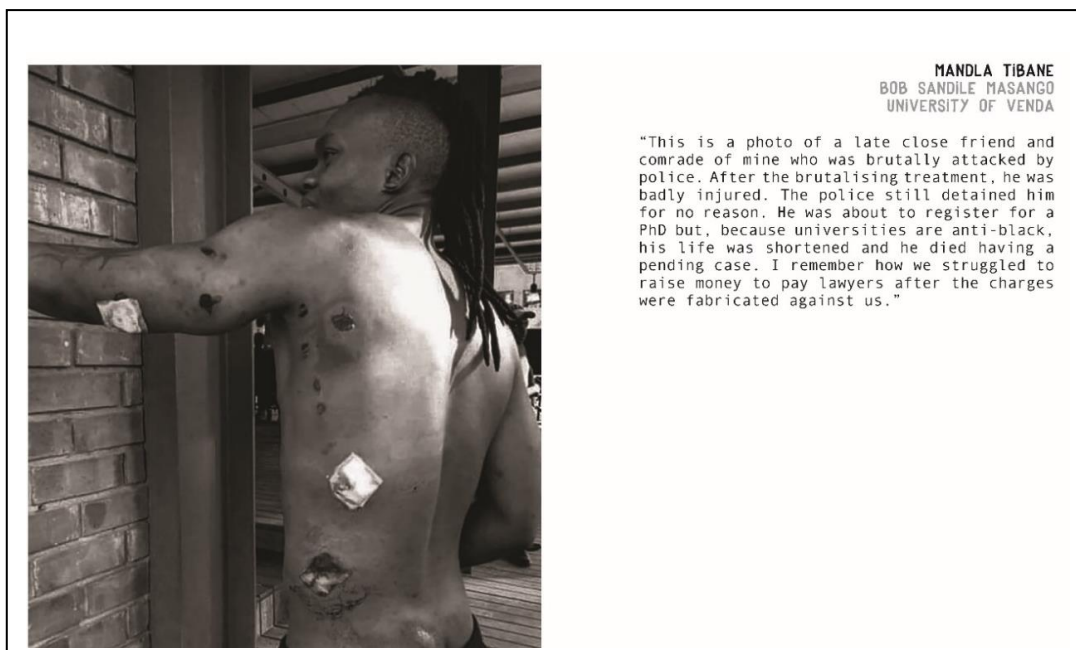 MANDLA TiBANE
BOB SANDILE MASANGO
UNIVERSITY OF VENDA
“This is a photo of a late close friend and
comrade of mine who was brutally attacked by
police. After the brutalising treatment, he was
badly injured. The police still detained him
for no reason. He was about to register for a
PhD but, because universities are anti-black,
his life was shortened and he died having a
pending case. I remember how we struggled to
raise money to pay lawyers after the charges
were fabricated against us.”